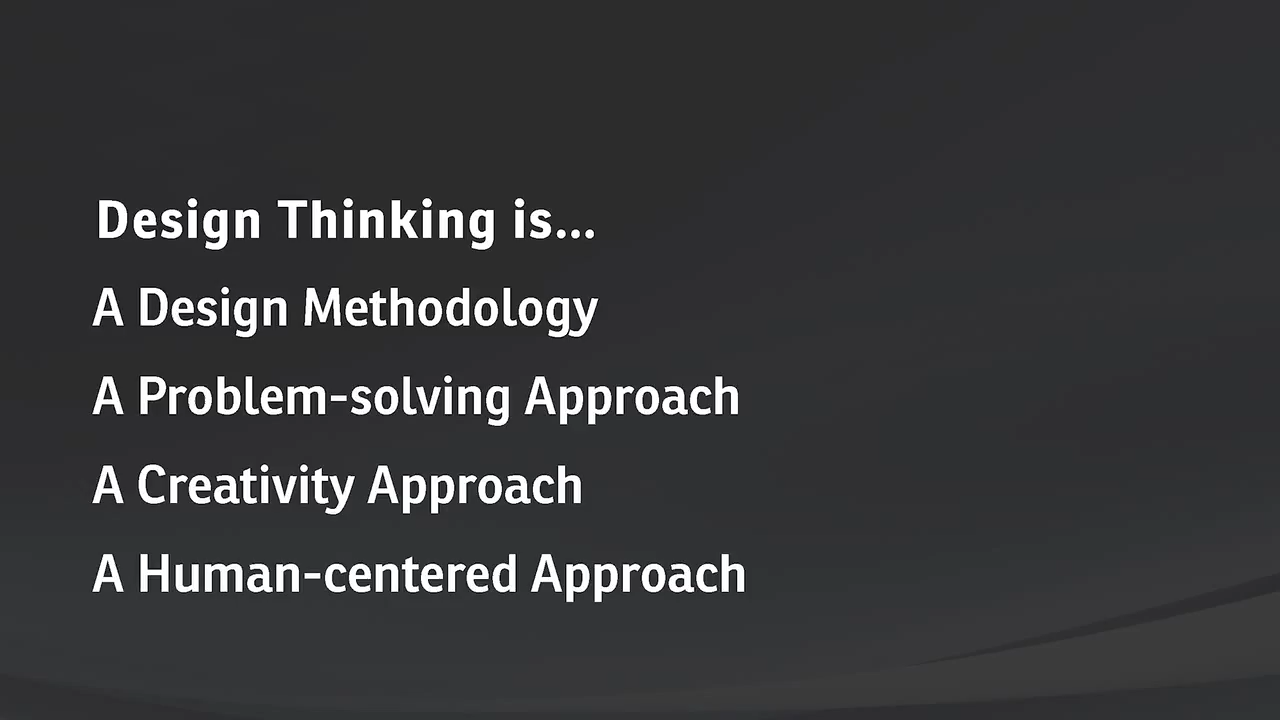 Design Thinking is...
A Design Methodology
A Problem-solving Approach
A Creativity Approach
A Human-centered Approach